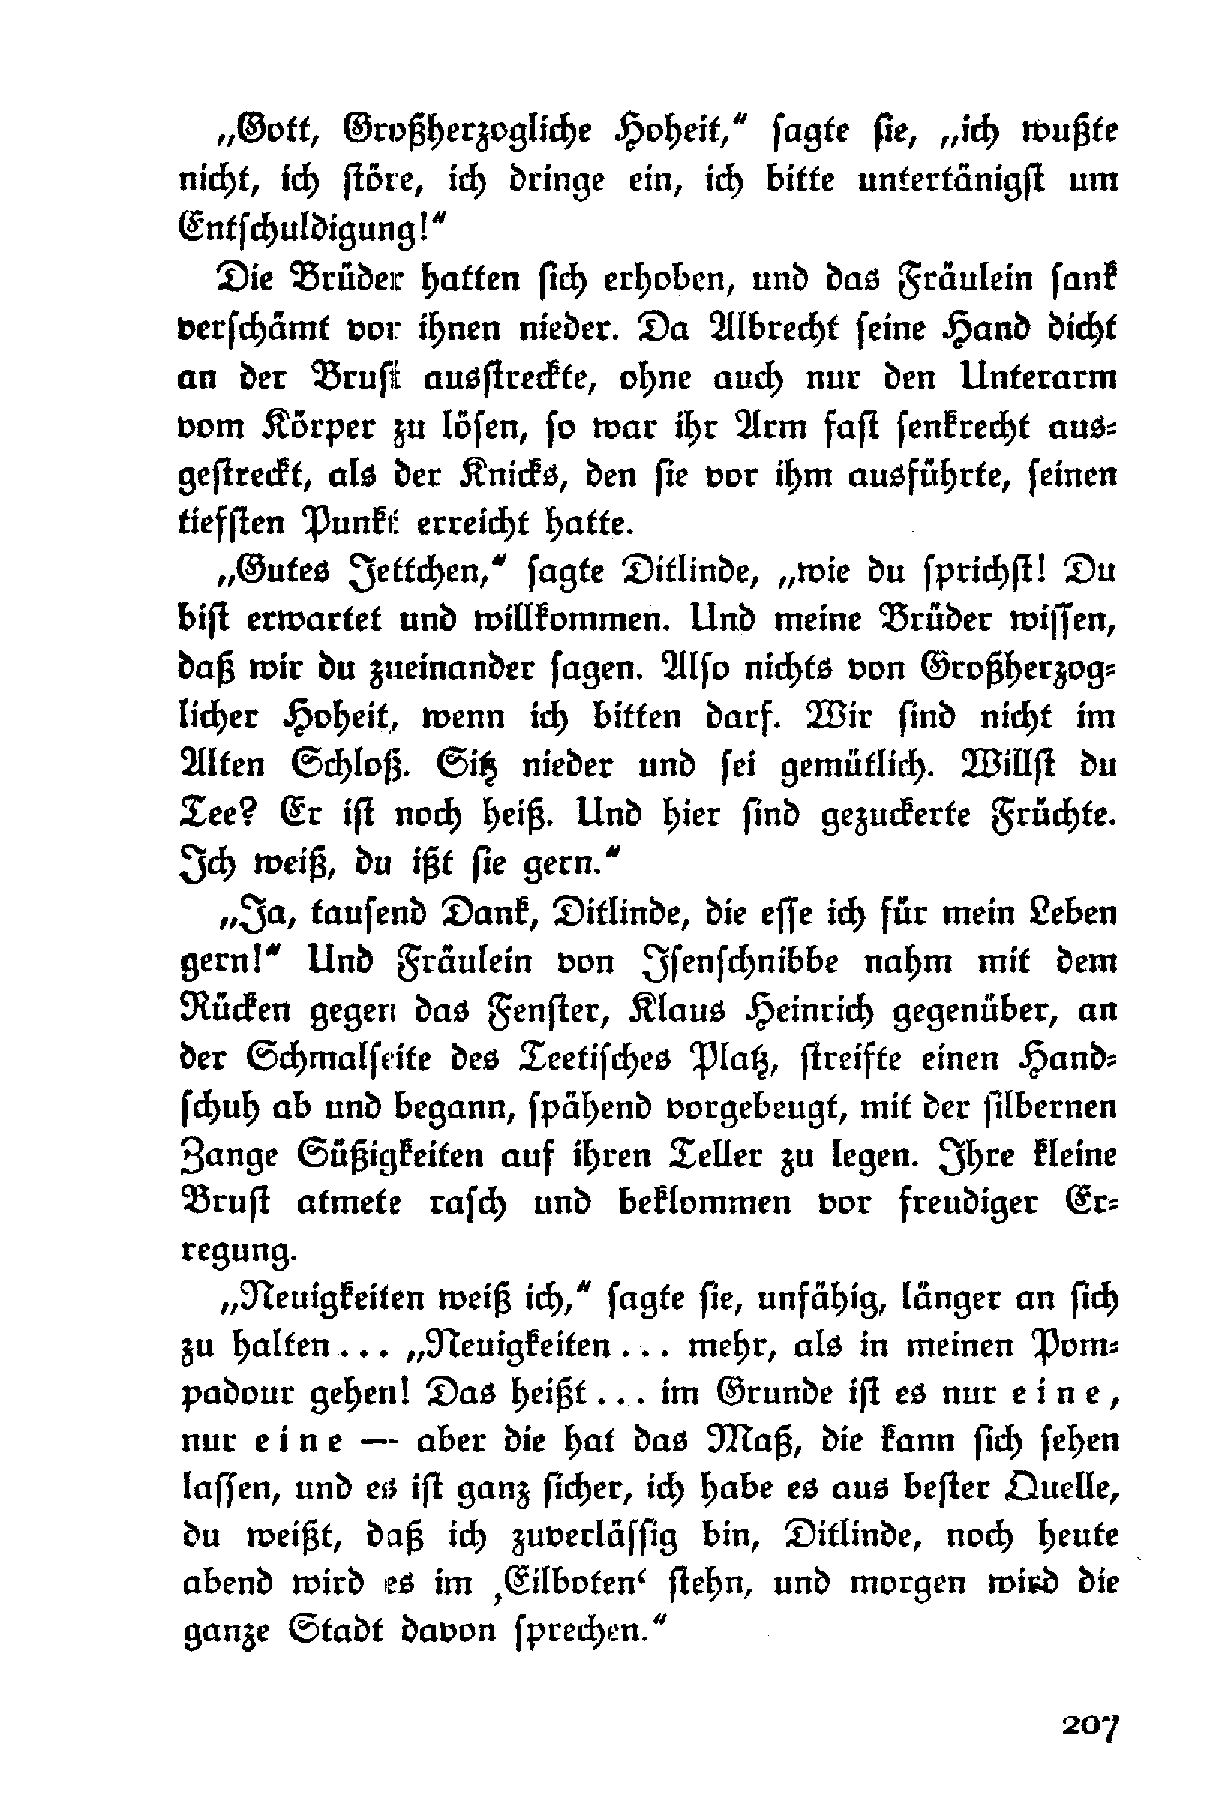 „Gott, Großherzogliche Hoheit,“ sagte sie, „ich wußte
nicht, ich störe, ich dringe ein, ich bitte untertänigst um
Entschuldigung!“
Die Brüder hatten sich erhoben, und das Fräulein sank
verschämt vor ihnen nieder. Da Albrecht seine Hand dicht
an der Brust ausstreckte, ohne auch nur den Unterarm
vom Körper zu lösen, so war ihr Arm fast senkrecht aus-
gestreckt, als der Knicks, den sie vor ihm ausführte, seinen
tiefsten Punkt erreicht hatte.
„Gutes Jettchen,“ sagte Ditlinde, „wie du sprichst! Du
bist erwartet und willkommen. Und meine Brüder wissen,
daß wir du zueinander sagen. Also nichts von Großherzog-
licher Hoheit, wenn ich bitten darf. Wir sind nicht im
Alten Schloß. Sitz nieder und sei gemütlich. Willst du
Tee? Er ist noch heiß. Und hier sind gezuckerte Früchte.
Ich weiß, du ißt sie gern.“
„Ja, tausend Dank, Ditlinde, die esse ich für mein Leben
gern!“ Und Fräulein von Isenschnibbe nahm mit dem
Rücken gegen das Fenster, Klaus Heinrich gegenüber, an
der Schmalseite des Teetisches Platz, streifte einen Hand-
schuh ab und begann, spähend vorgebeugt, mit der silbernen
Zange Süßigkeiten auf ihren Teller zu legen. Ihre kleine
Brust atmete rasch und beklommen vor freudiger Er-
regung.
„Neuigkeiten weiß ich,“ sagte sie, unfähig, länger an sich
zu halten... „Neuigkeiten... mehr, als in meinen Pom-
padour gehen! Das heißt... im Grunde ist es nur eine,
nur eine — aber die hat das Maß, die kann sich sehen
lassen, und es ist ganz sicher, ich habe es aus bester Quelle,
du weißt, daß ich zuverlässig bin, Ditlinde, noch heute
abend wird es im ‚Eilboten‘ stehn, und morgen wird die
ganze Stadt davon sprechen.“
207